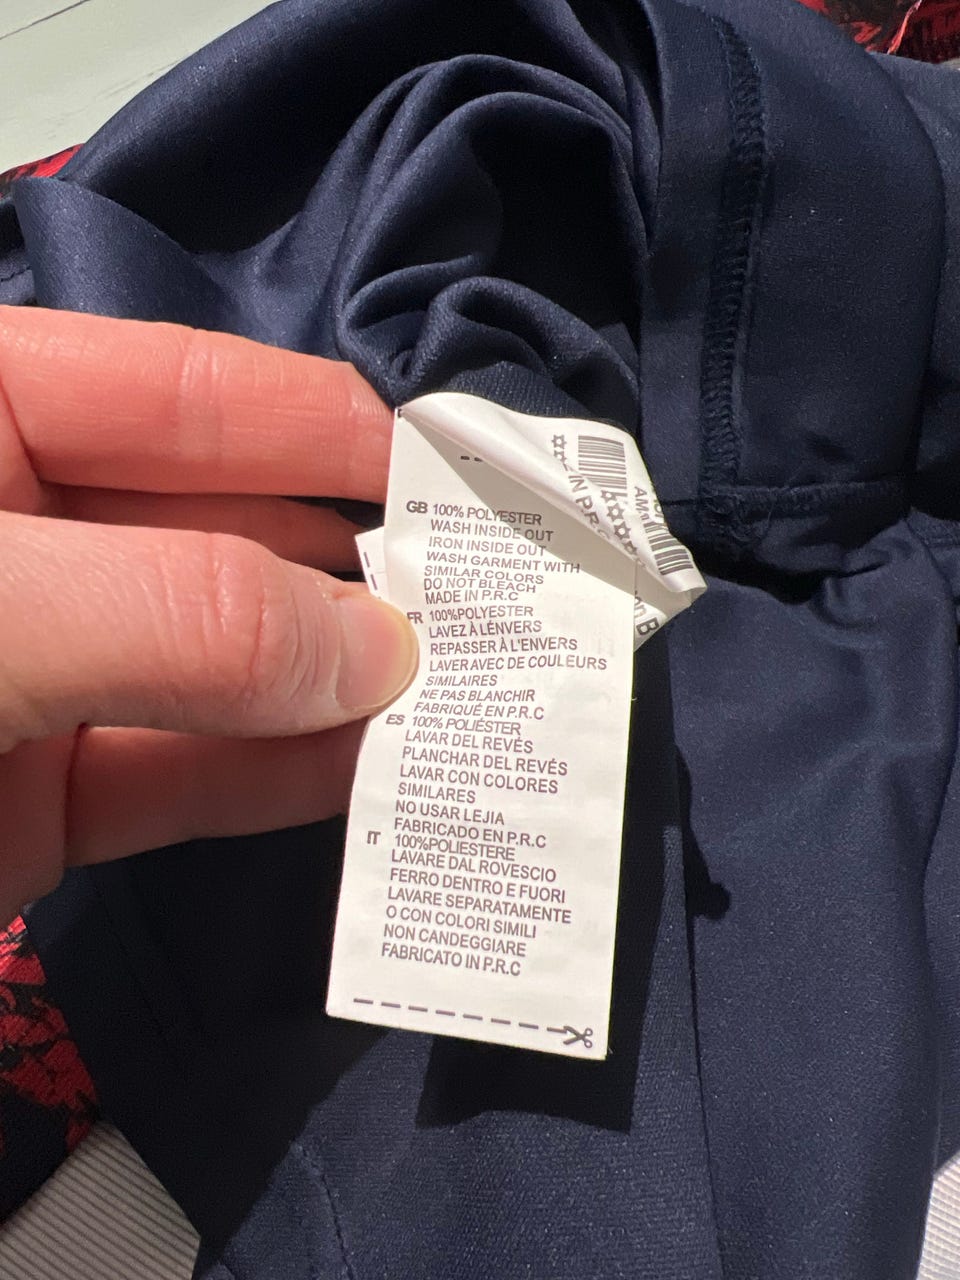 GB 100% POLYESTER
WASH INSIDE OUT
IRON INSIDE OUT
WASH GARMENT WITH
SIMILAR COLORS
DO NOT BLEACH
MADE IN P.R.C
FR 100%POLYESTER
LAVEZ À LÉNVERS
REPASSER À L'ENVERS
LAVER AVEC DE COULEURS
SIMILAIRES
NE PAS BLANCHIR
FABRIQUÉ EN P.R.C
ES 100% POLIÉSTER
LAVAR DEL REVÉS
PLANCHAR DEL REVÉS
LAVAR CON COLORES
SIMILARES
NO USAR LEJIA
FABRICADO EN P.R.C
IT 100%POLIESTERE
LAVARE DAL ROVESCIO
FERRO DENTRO E FUORI
LAVARE SEPARATAMENTE
O CON COLORI SIMILI
NON CANDEGGIARE
FABRICATO IN P.R.C
IN P.R.C